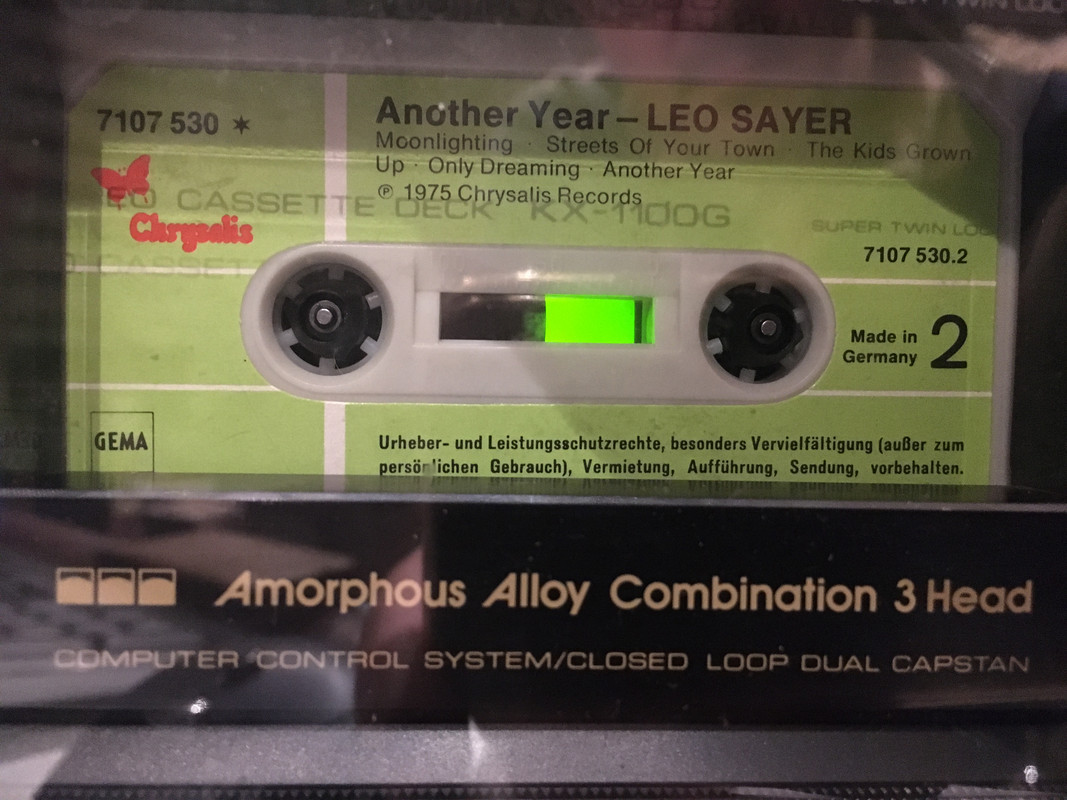 7107 530 ✶
Another Year – LEO SAYER
Moonlighting · Streets Of Your Town · The Kids Grown
Up · Only Dreaming · Another Year
℗ 1975 Chrysalis Records
Chrysalis
CASSETTE DECK KX-1100G
SUPER TWIN
7107 530.2
Made in
Germany
2
GEMA
Urheber- und Leistungsschutzrechte, besonders Vervielfältigung (außer zum
persönlichen Gebrauch), Vermietung, Aufführung, Sendung, vorbehalten.
Amorphous Alloy Combination 3 Head
COMPUTER CONTROL SYSTEM/CLOSED LOOP DUAL CAPSTAN